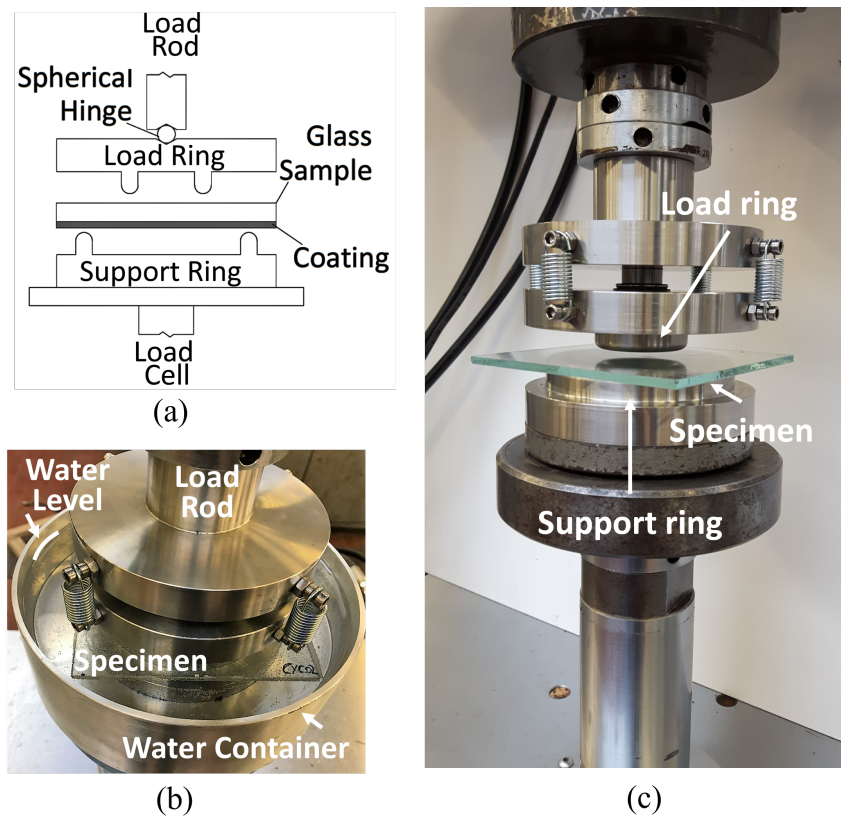 Load
Rod
Spherical
Hinge
Load Ring
Glass
Sample
Coating
Support Ring
Load
Cell
(a)
Water
Level
Load
Rod
Specimen
CYC02
Water Container
(b)
Load ring
Specimen
Support ring
(c)